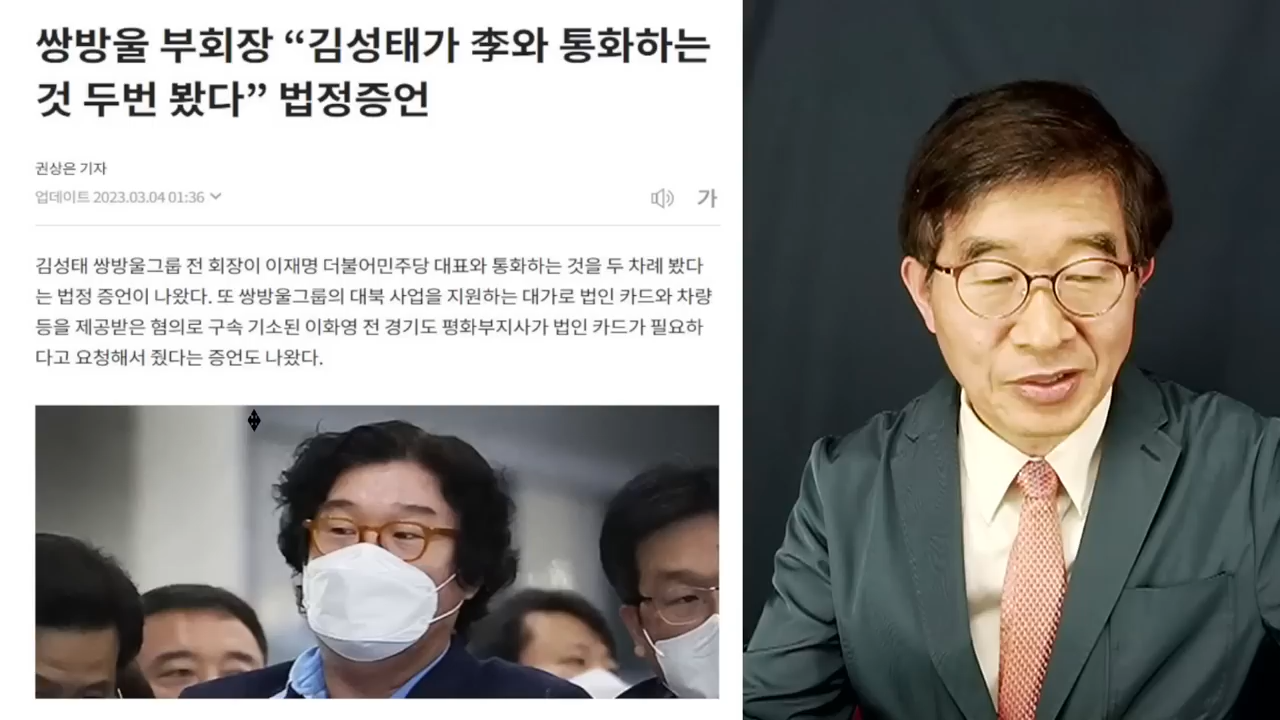 쌍방울 부회장 “김성태가 李와 통화하는
것 두번 봤다” 법정증언
권상은 기자
업데이트 2023.03.04 01:36
가
김성태 쌍방울그룹 전 회장이 이재명 더불어민주당 대표와 통화하는 것을 두 차례 봤다
는 법정 증언이 나왔다. 또 쌍방울그룹의 대북 사업을 지원하는 대가로 법인 카드와 차량
등을 제공받은 혐의로 구속 기소된 이화영 전 경기도 평화부지사가 법인 카드가 필요하
다고 요청해서 줬다는 증언도 나왔다.